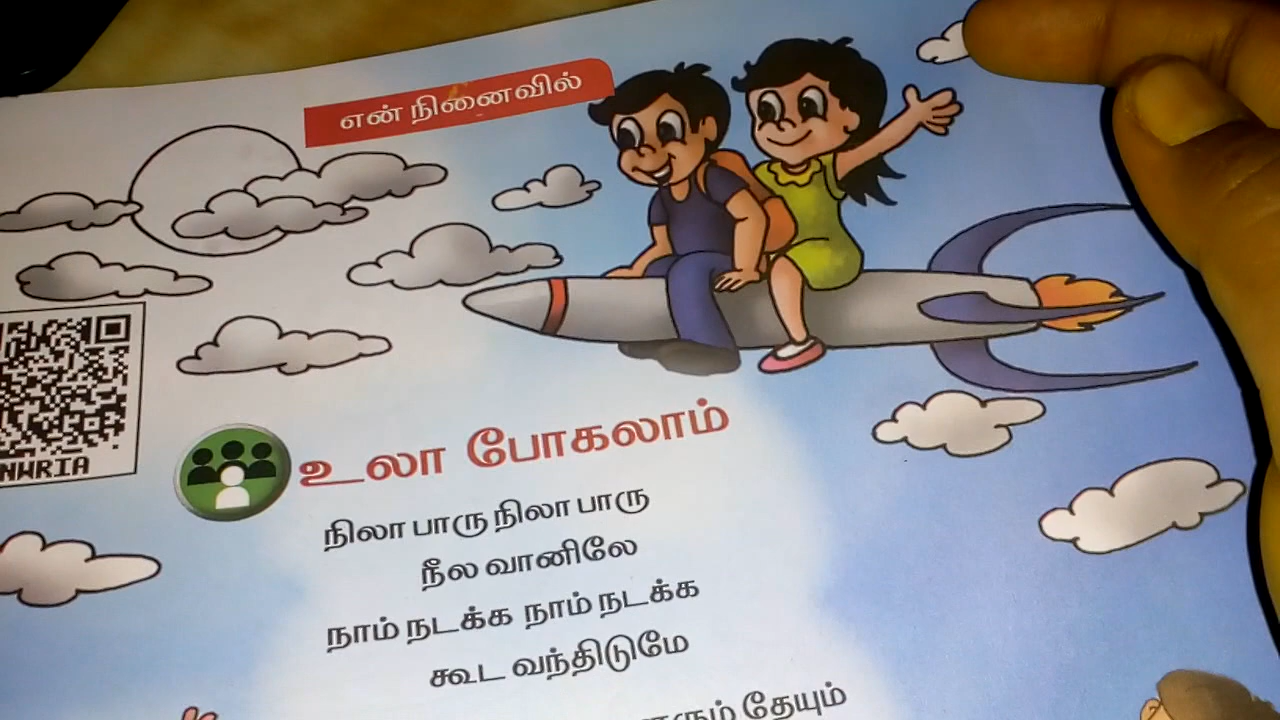 என் நினைவில்
NWRIA
உலா போகலாம்
நிலா பாரு நிலா பாரு
நீல வானிலே
நாம் நடக்க நாம் நடக்க
கூட வந்திடுமே
தேயும்